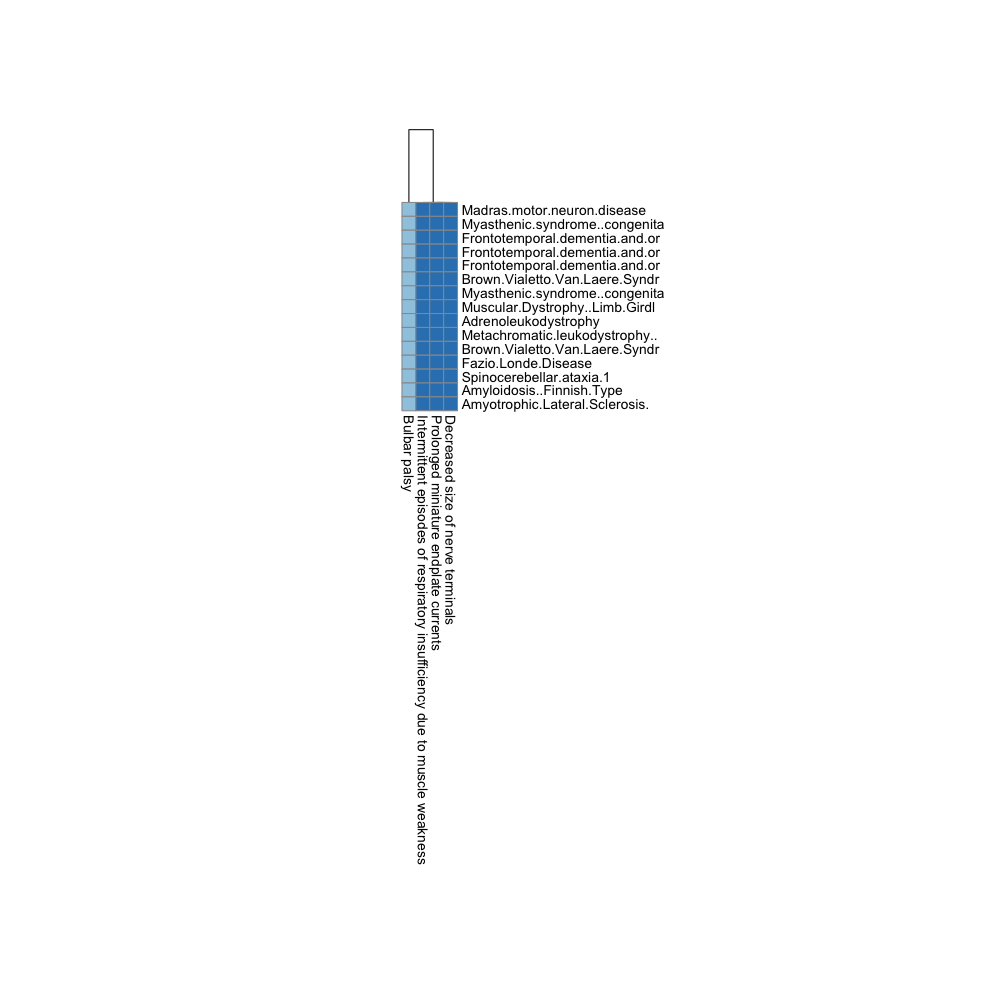 Madras.motor.neuron.disease
Myasthenic.syndrome..congenita
Frontotemporal.dementia.and.or
Frontotemporal.dementia.and.or
Frontotemporal.dementia.and.or
Brown.Vialetto.Van.Laere.Syndr
Myasthenic.syndrome..congenita
Muscular.Dystrophy..Limb.Girdl
Adrenoleukodystrophy
Metachromatic.leukodystrophy..
Brown.Vialetto.Van.Laere.Syndr
Fazio.Londe.Disease
Spinocerebellar.ataxia.1
Amyloidosis..Finnish.Type
Amyotrophic.Lateral.Sclerosis.
Bulbar palsy
Intermittent episodes of respiratory insufficiency due to muscle weakness
Prolonged miniature endplate currents
Decreased size of nerve terminals